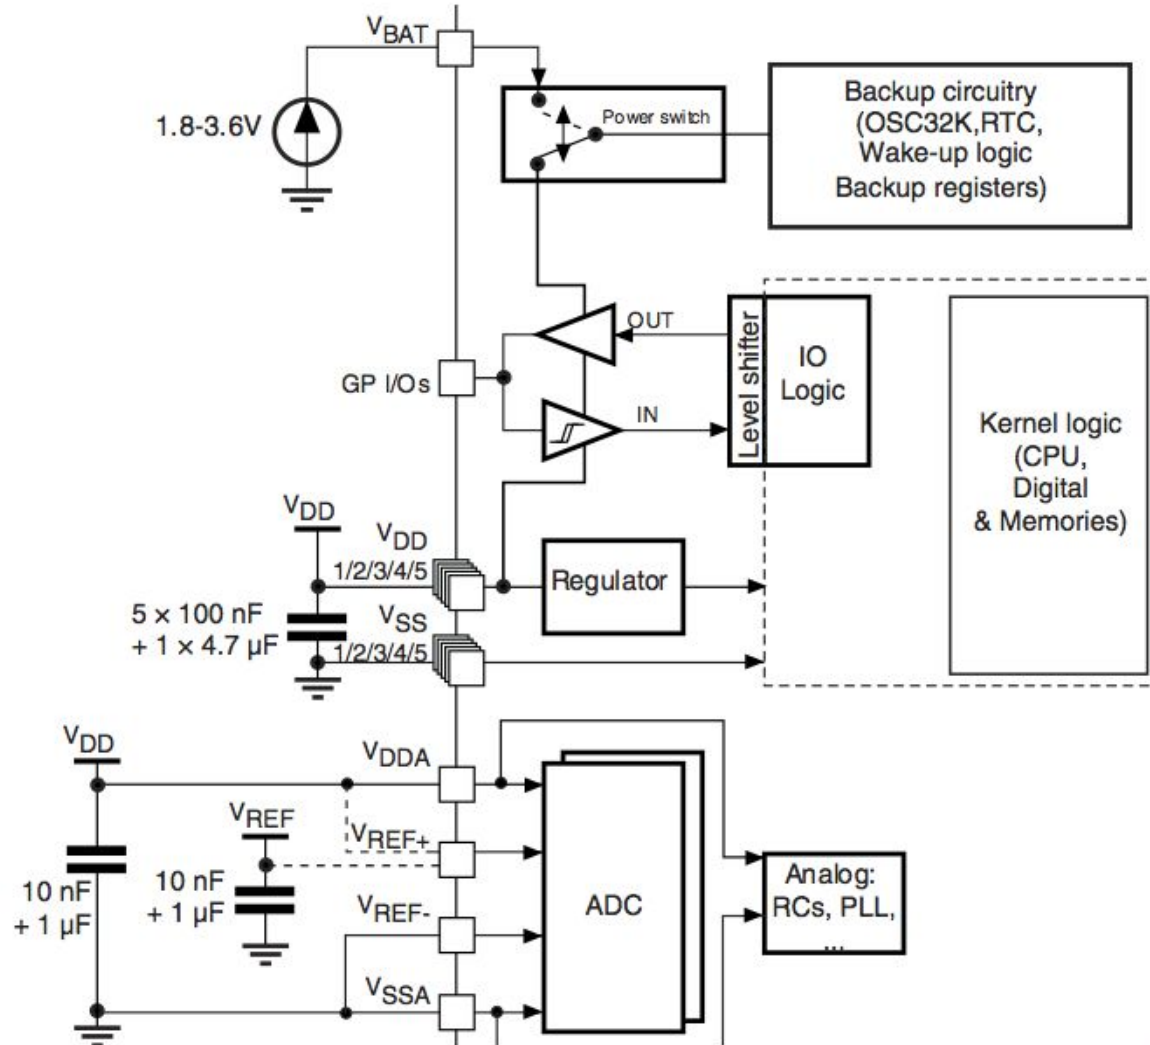 VBAT
1.8-3.6V
Power switch
Backup circuitry
(OSC32K,RTC,
Wake-up logic
Backup registers)
OUT
GP I/Os
IN
Level shifter
IO
Logic
Kernel logic
(CPU,
Digital
& Memories)
VDD
VDD
1/2/3/4/5
Regulator
5 × 100 nF
+ 1 × 4.7 µF
VSS
1/2/3/4/5
VDD
VDDA
VREF
VREF+
10 nF
+ 1 µF
10 nF
+ 1 µF
VREF-
ADC
Analog:
RCs, PLL,
...
VSSA